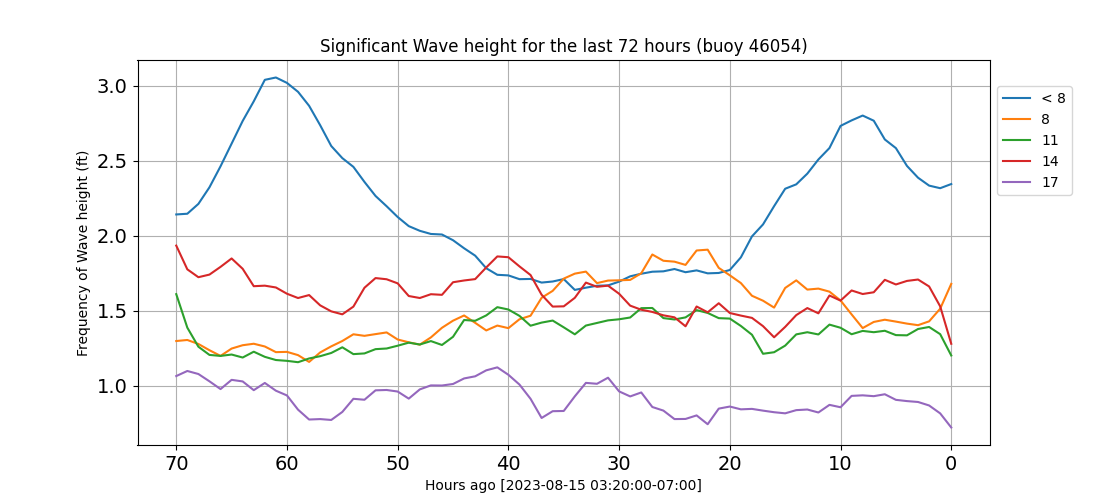 Significant Wave height for the last 72 hours (buoy 46054)
Frequency of Wave height (ft)
3.0
2.5
2.0
1.5
1.0
70 60 50 40 30 20 10 0
Hours ago [2023-08-15 03:20:00-07:00]
< 8
8
11
14
17